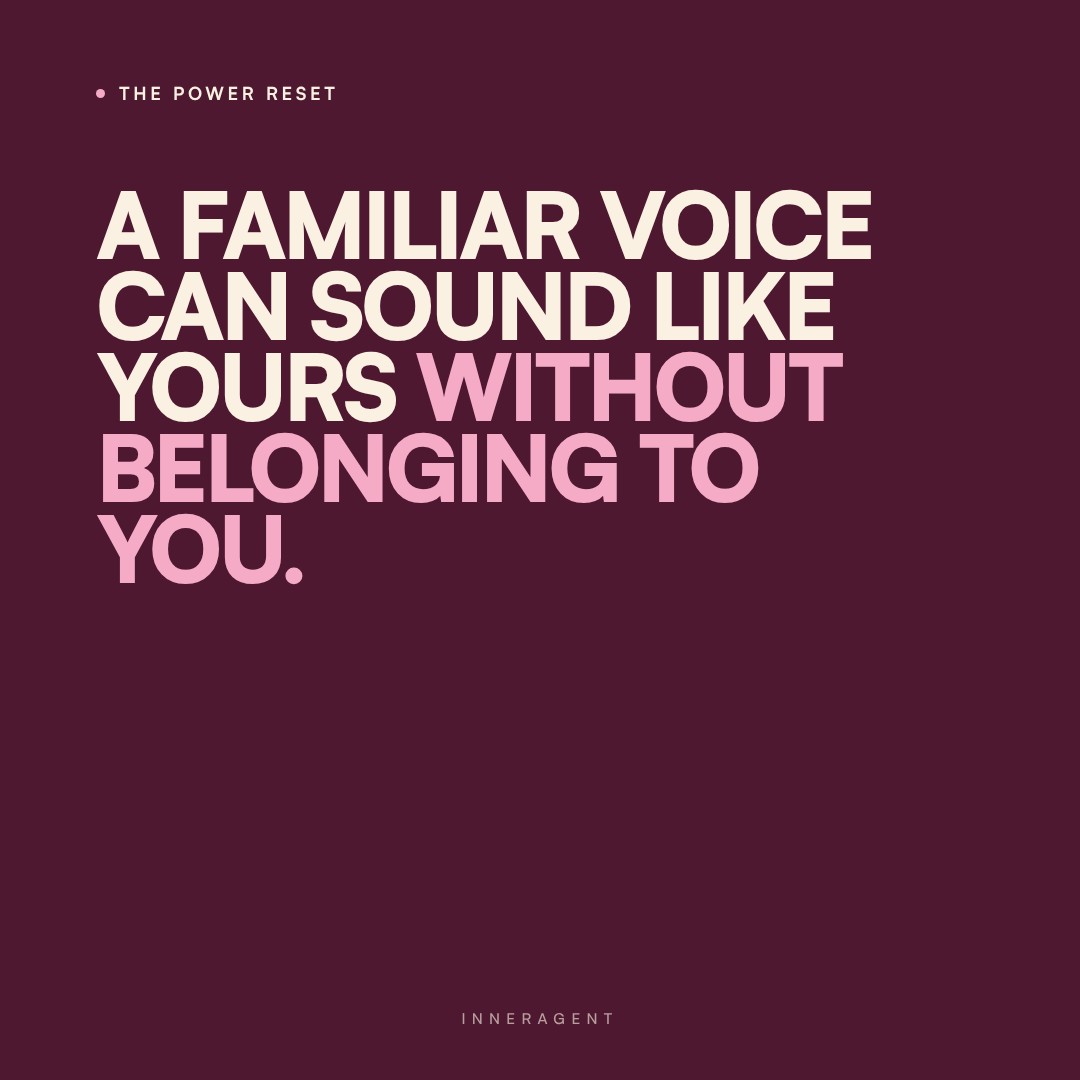 THE POWER RESET
A FAMILIAR VOICE
CAN SOUND LIKE
YOURS WITHOUT
BELONGING TO
YOU.
INNERAGENT